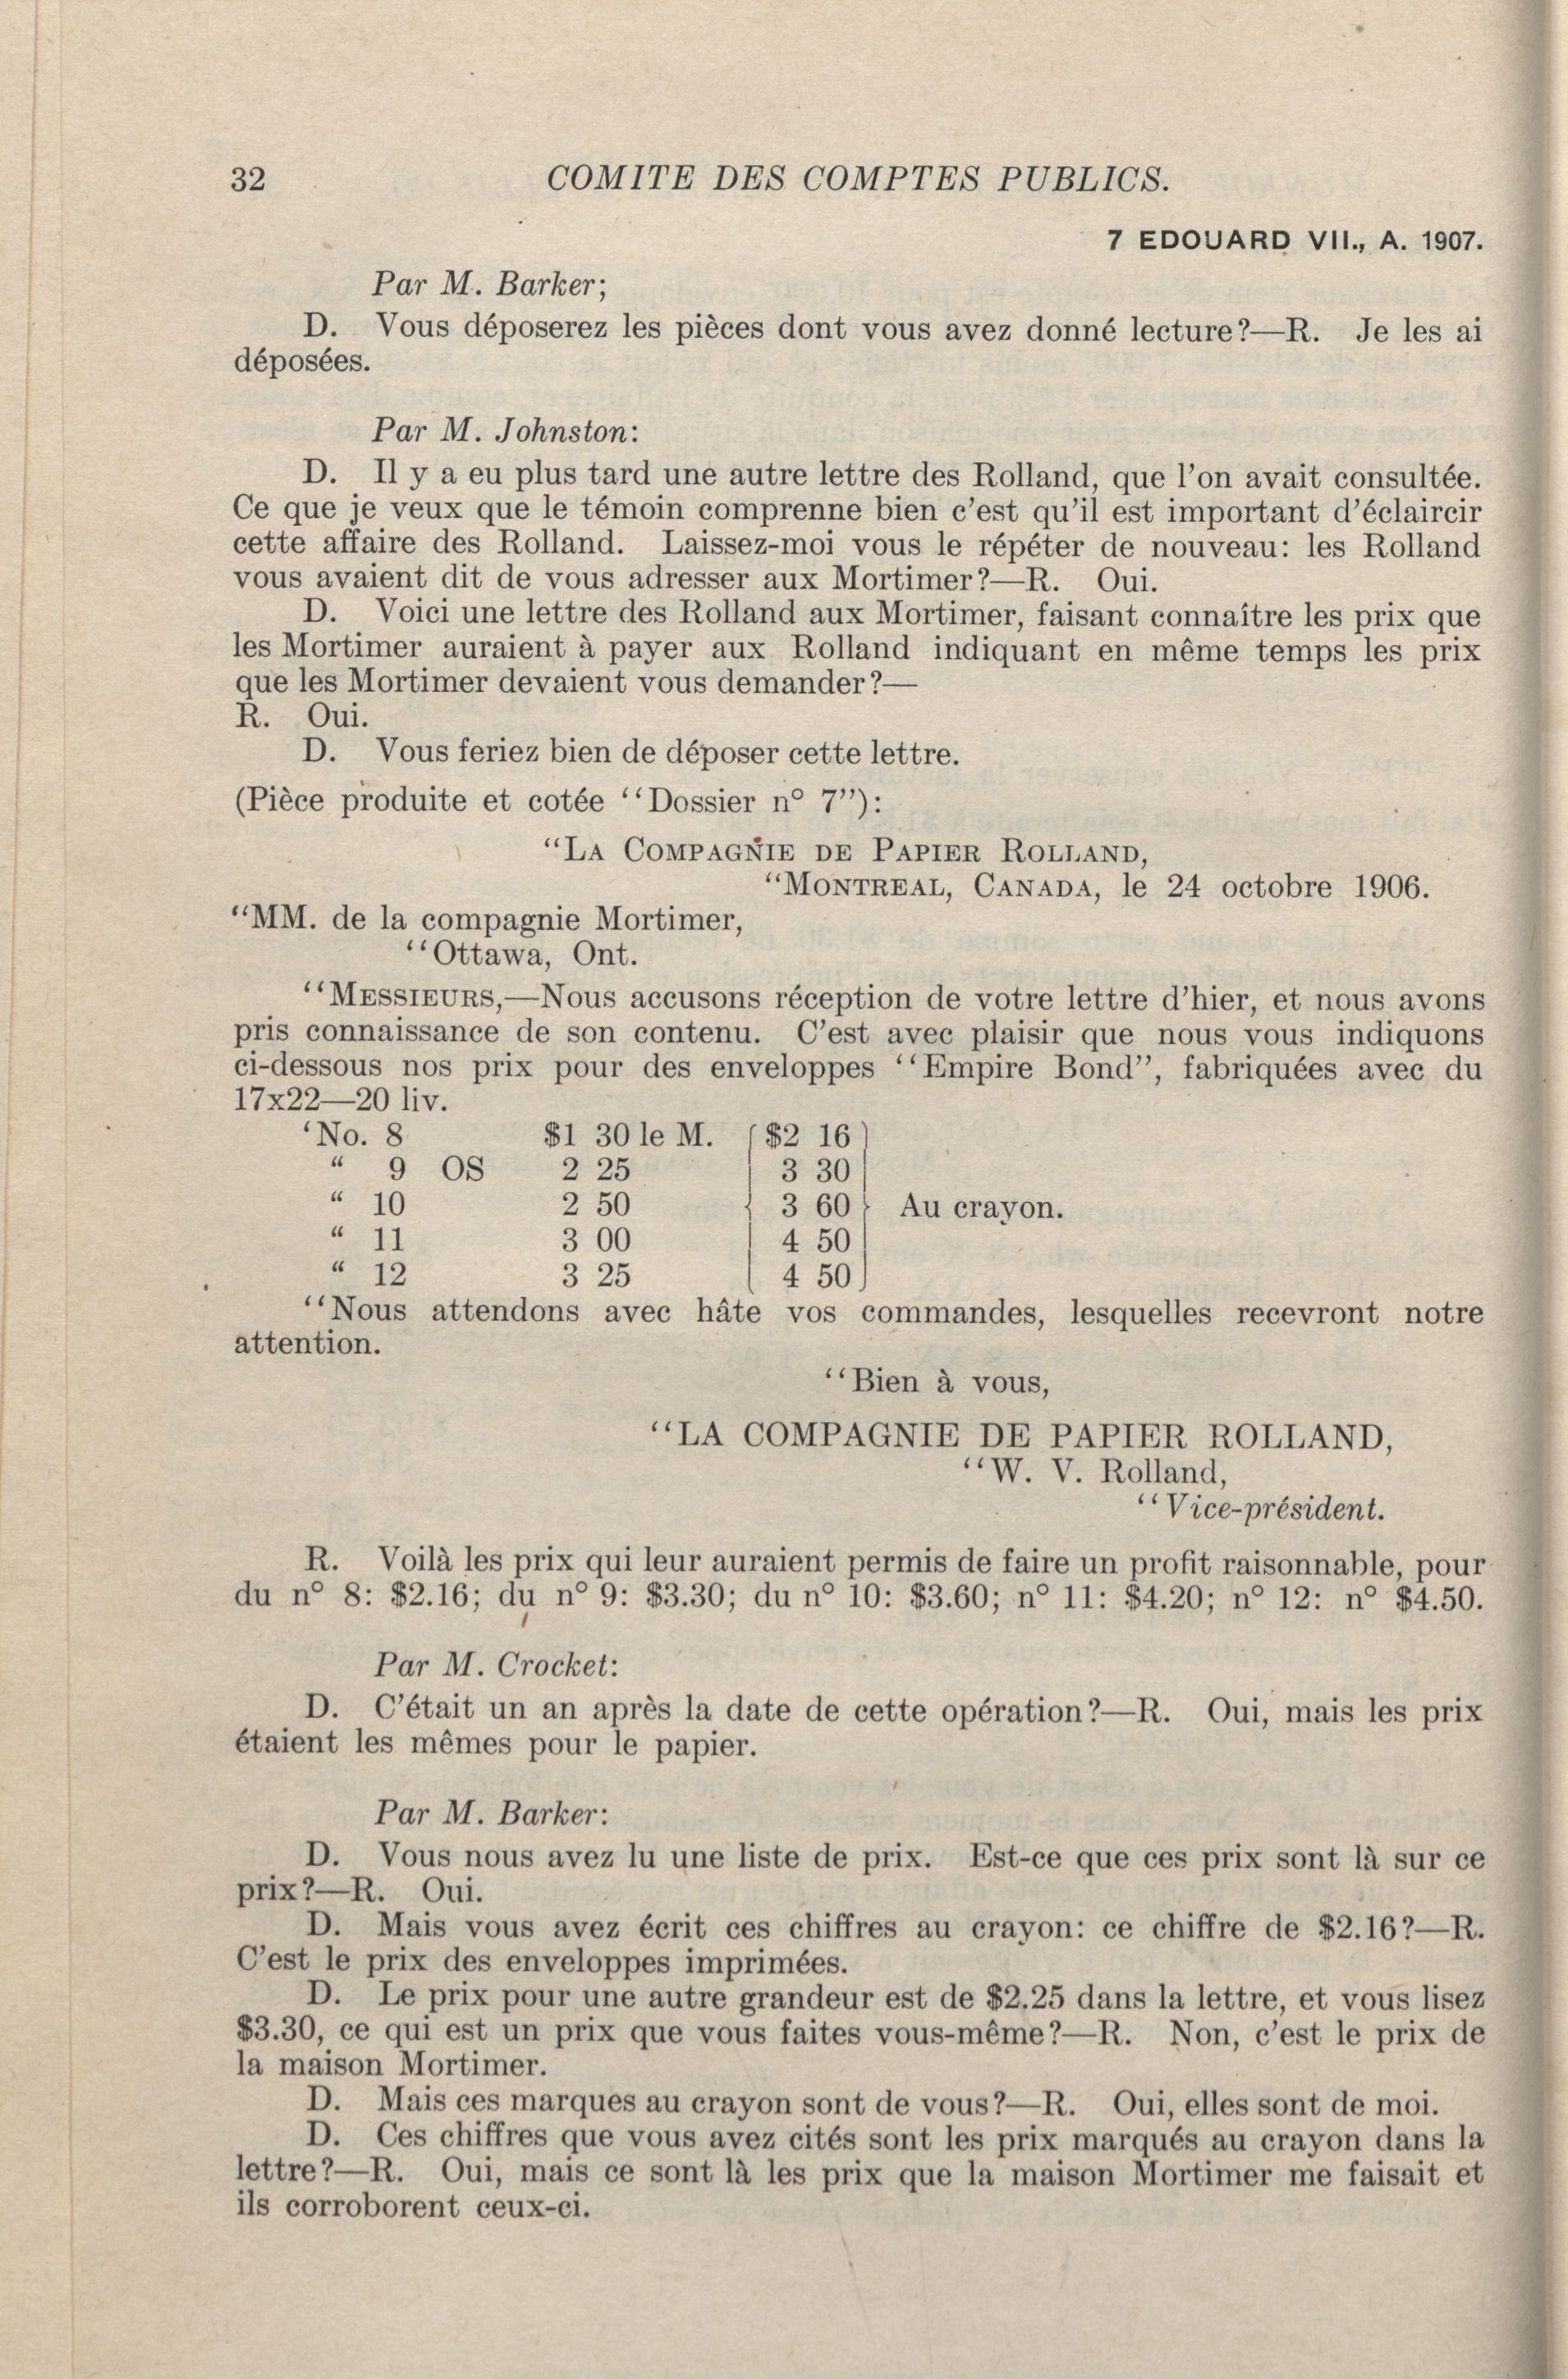 32 COMITE DES COMPTES PUBLICS.
7 EDOUARD VII., A. 1907.
Par M. Barker;
D. Vous déposerez les pièces dont vous avez donné lecture?—R. Je les ai
déposées.
Par M. Johnston:
D. Il y a eu plus tard une autre lettre des Rolland, que l'on avait consultée.
Ce que je veux que le témoin comprenne bien c'est qu'il est important d'éclaircir
cette affaire des Rolland. Laissez-moi vous le répéter de nouveau: les Rolland
vous avaient dit de vous adresser aux Mortimer?—R. Oui.
D. Voici une lettre des Rolland aux Mortimer, faisant connaître les prix que
les Mortimer auraient à payer aux Rolland indiquant en même temps les prix
que les Mortimer devaient vous demander?—
R. Oui.
D. Vous feriez bien de déposer cette lettre.
(Pièce produite et cotée ''Dossier n° 7''):
"LA COMPAGNIE DE PAPIER ROLLAND,
"MONTREAL, CANADA, le 24 octobre 1906.
"MM. de la compagnie Mortimer,
''Ottawa, Ont.
''MESSIEURS,—Nous accusons réception de votre lettre d'hier, et nous avons
pris connaissance de son contenu. C'est avec plaisir que nous vous indiquons
ci-dessous nos prix pour des enveloppes ''Empire Bond'', fabriquées avec du
17x22—20 liv.
'No. 8 $1 30 le M. $2 16
" 9 OS 2 25 3 30
" 10 2 50 3 60 Au crayon.
" 11 3 00 4 50
" 12 3 25 4 50
''Nous attendons avec hâte vos commandes, lesquelles recevront notre
attention.
''Bien à vous,
''LA COMPAGNIE DE PAPIER ROLLAND,
''W. V. Rolland,
''Vice-président.
R. Voilà les prix qui leur auraient permis de faire un profit raisonnable, pour
du n° 8: $2.16; du n° 9: $3.30; du n° 10: $3.60; n° 11: $4.20; n° 12: n° $4.50.
Par M. Crocket:
D. C'était un an après la date de cette opération?—R. Oui, mais les prix
étaient les mêmes pour le papier.
Par M. Barker:
D. Vous nous avez lu une liste de prix. Est-ce que ces prix sont là sur ce
prix?—R. Oui.
D. Mais vous avez écrit ces chiffres au crayon: ce chiffre de $2.16?—R.
C'est le prix des enveloppes imprimées.
D. Le prix pour une autre grandeur est de $2.25 dans la lettre, et vous lisez
$3.30, ce qui est un prix que vous faites vous-même?—R. Non, c'est le prix de
la maison Mortimer.
D. Mais ces marques au crayon sont de vous?—R. Oui, elles sont de moi.
D. Ces chiffres que vous avez cités sont les prix marqués au crayon dans la
lettre?—R. Oui, mais ce sont là les prix que la maison Mortimer me faisait et
ils corroborent ceux-ci.